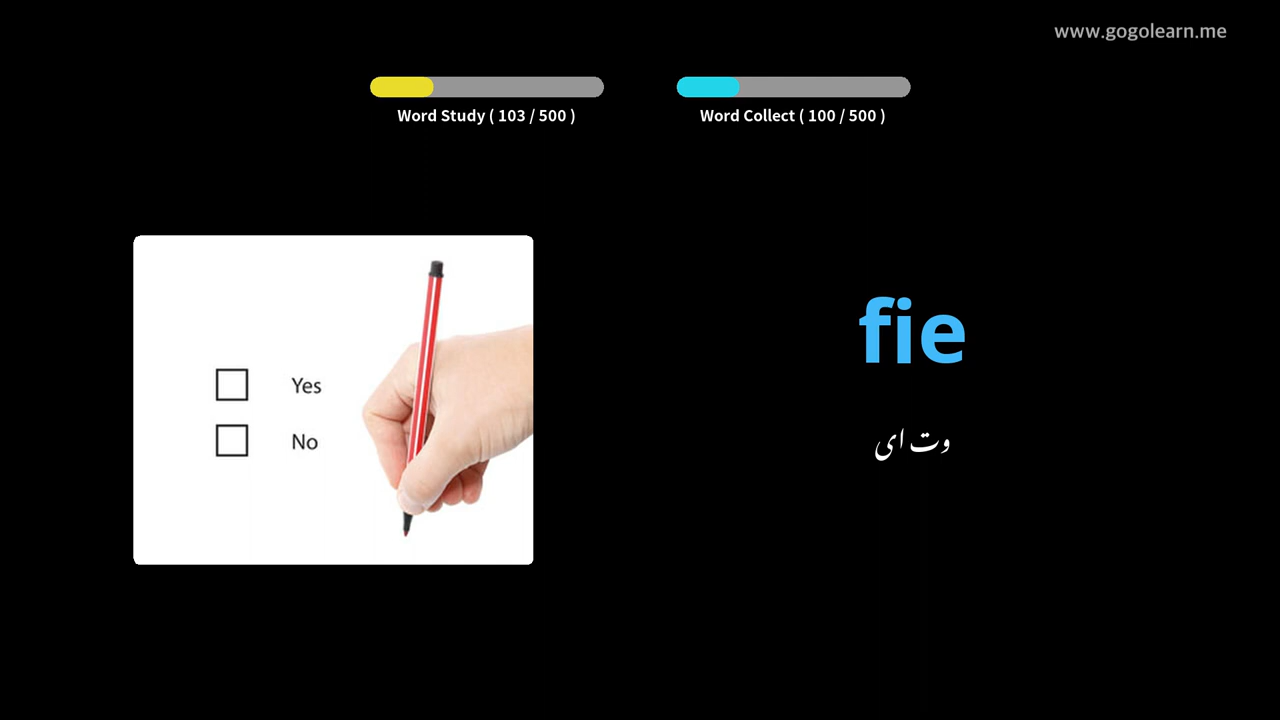 www.gogolearn.me
Word Study ( 103 / 500 )
Word Collect ( 100 / 500 )
Yes
No
fie
وت ای